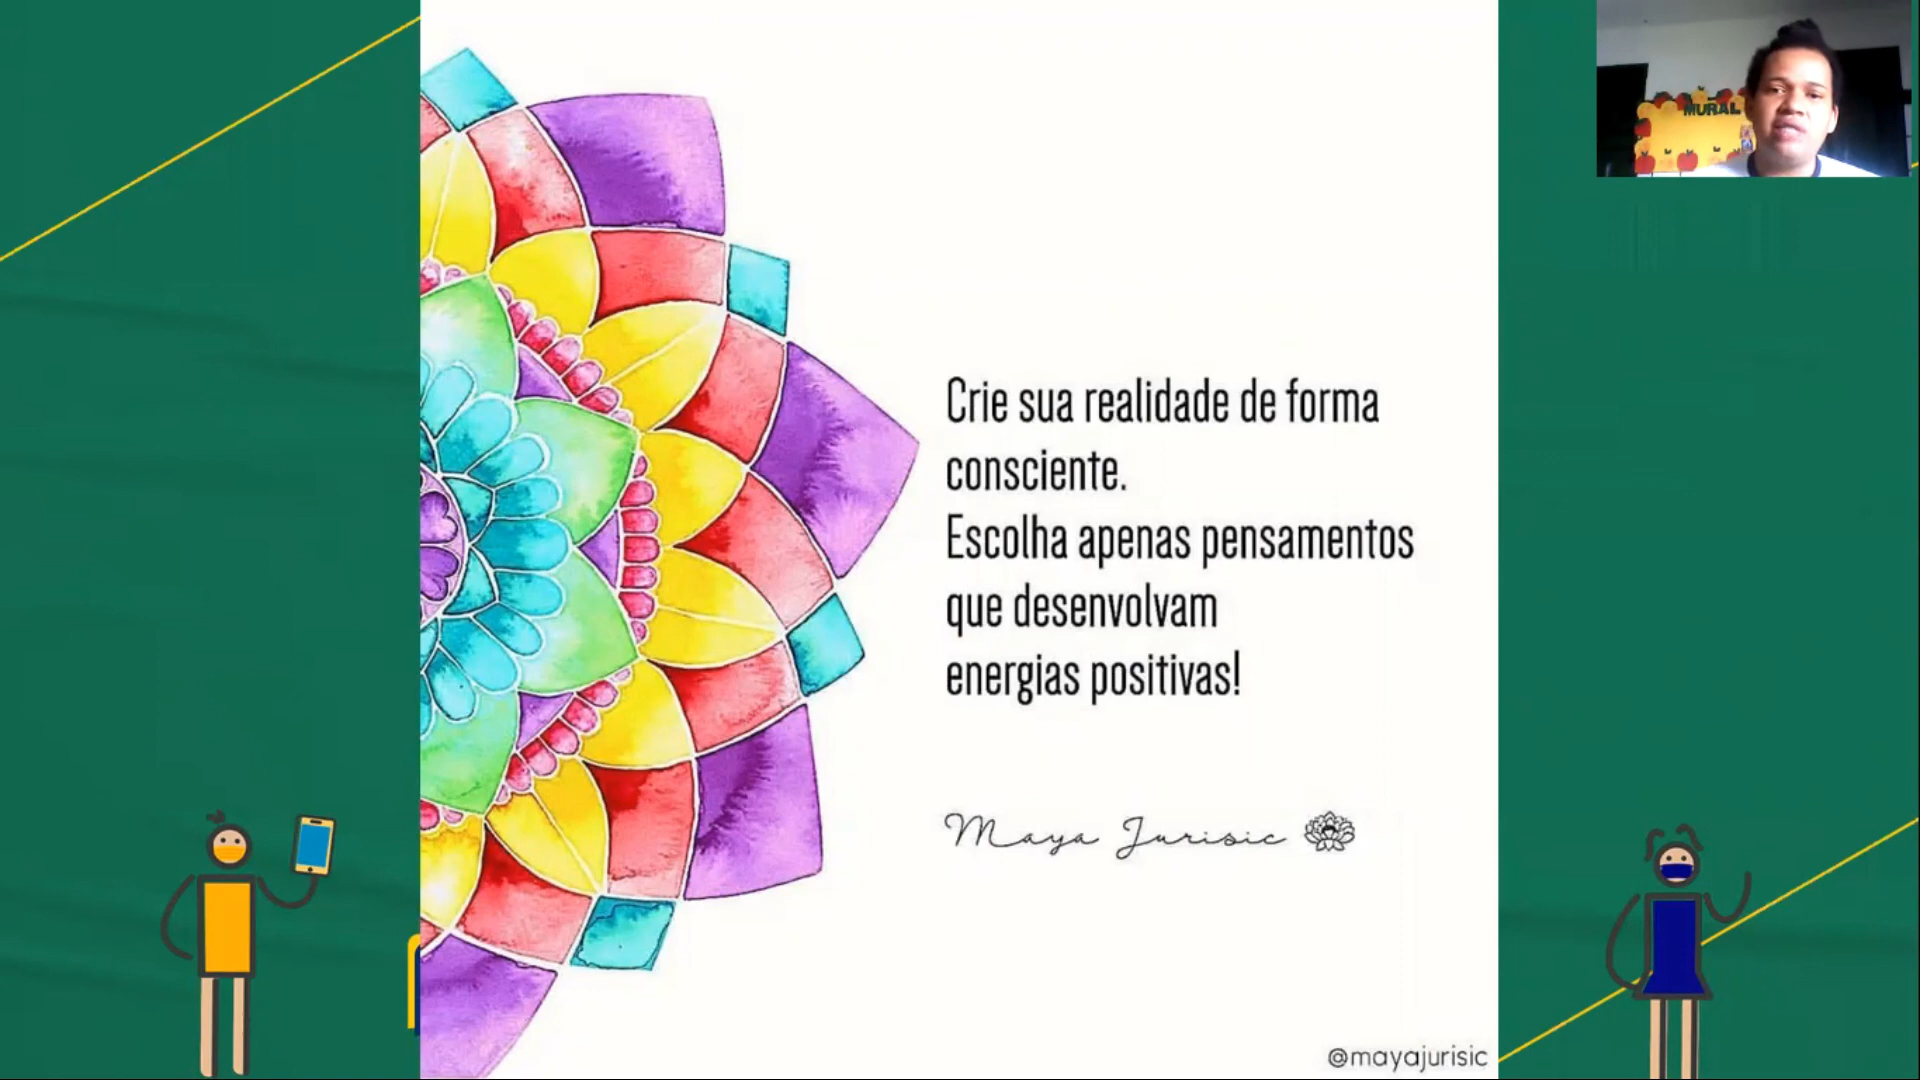 MURAL
Crie sua realidade de forma
consciente.
Escolha apenas pensamentos
que desenvolvam
energias positivas!
Maya Jurisic
@mayajurisic